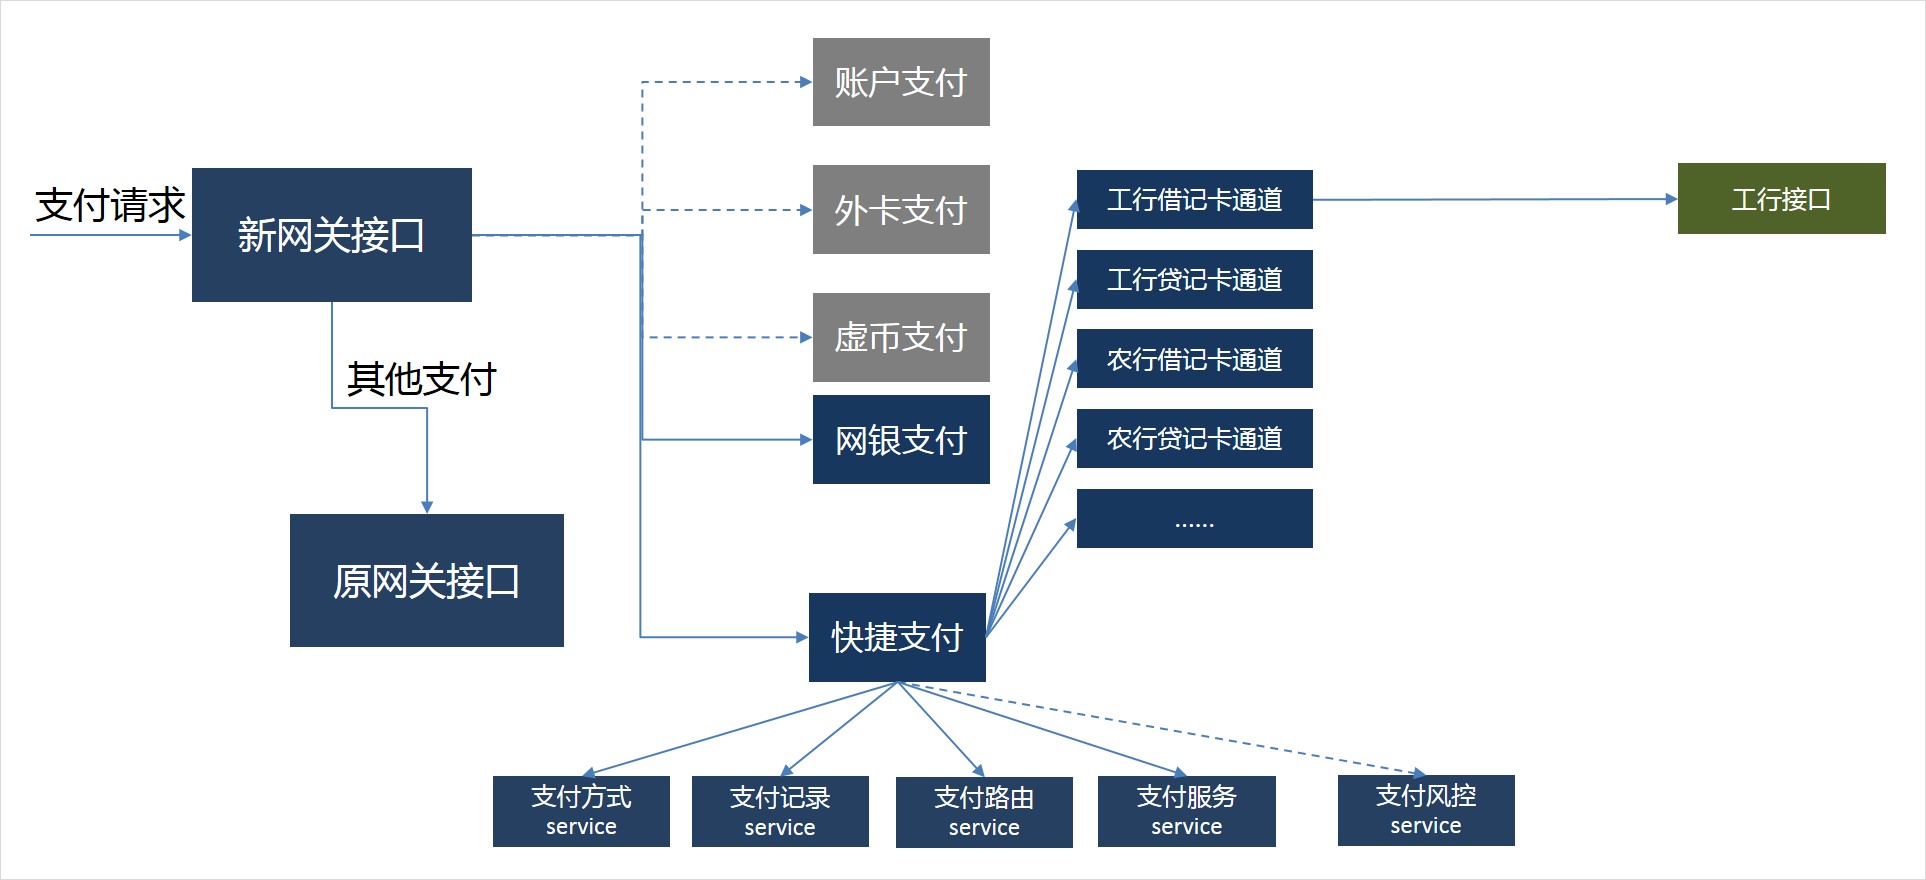 支付请求
新网关接口
其他支付
原网关接口
账户支付
外卡支付
虚币支付
网银支付
快捷支付
工行借记卡通道
工行贷记卡通道
农行借记卡通道
农行贷记卡通道
……
工行接口
支付方式
service
支付记录
service
支付路由
service
支付服务
service
支付风控
service